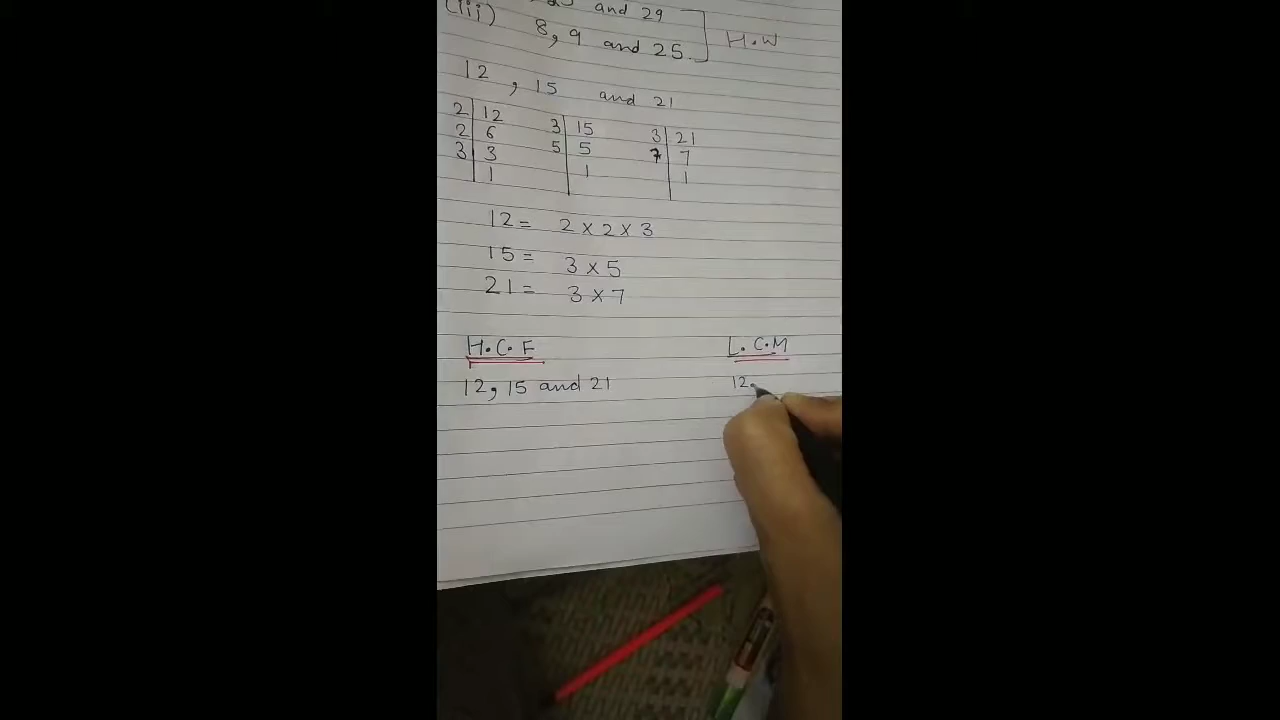 (iii) and 29
8, 9 and 25. H.W
12, 15 and 21
2 12 3 15 3 21
2 6 5 5 7 7
3 3 1 1
1
12 = 2 × 2 × 3
15 = 3 × 5
21 = 3 × 7
H.C.F L.C.M
12, 15 and 21 12,